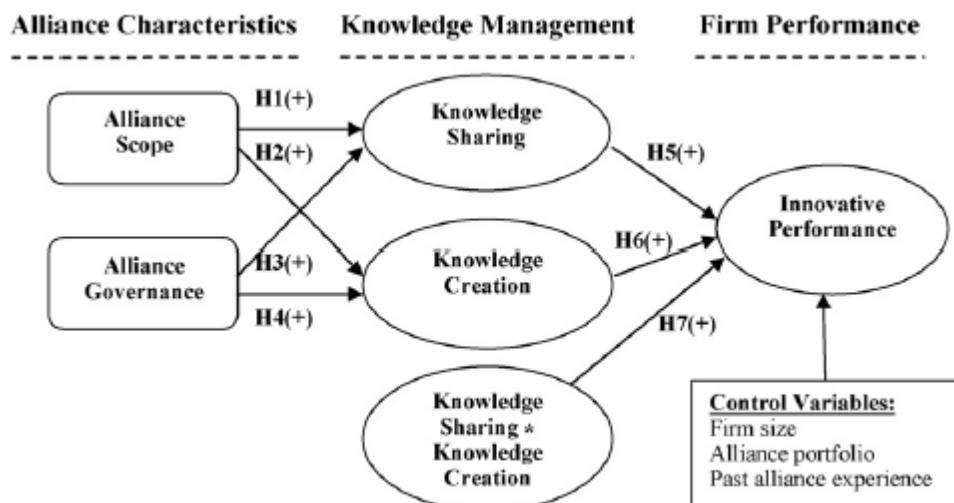 Alliance Characteristics Knowledge Management Firm Performance
H1(+)
Alliance
Scope
Knowledge
Sharing
H2(+)
H5(+)
Innovative
Performance
Alliance
Governance
H3(+)
H4(+)
Knowledge
Creation
H6(+)
H7(+)
Knowledge
Sharing *
Knowledge
Creation
Control Variables:
Firm size
Alliance portfolio
Past alliance experience